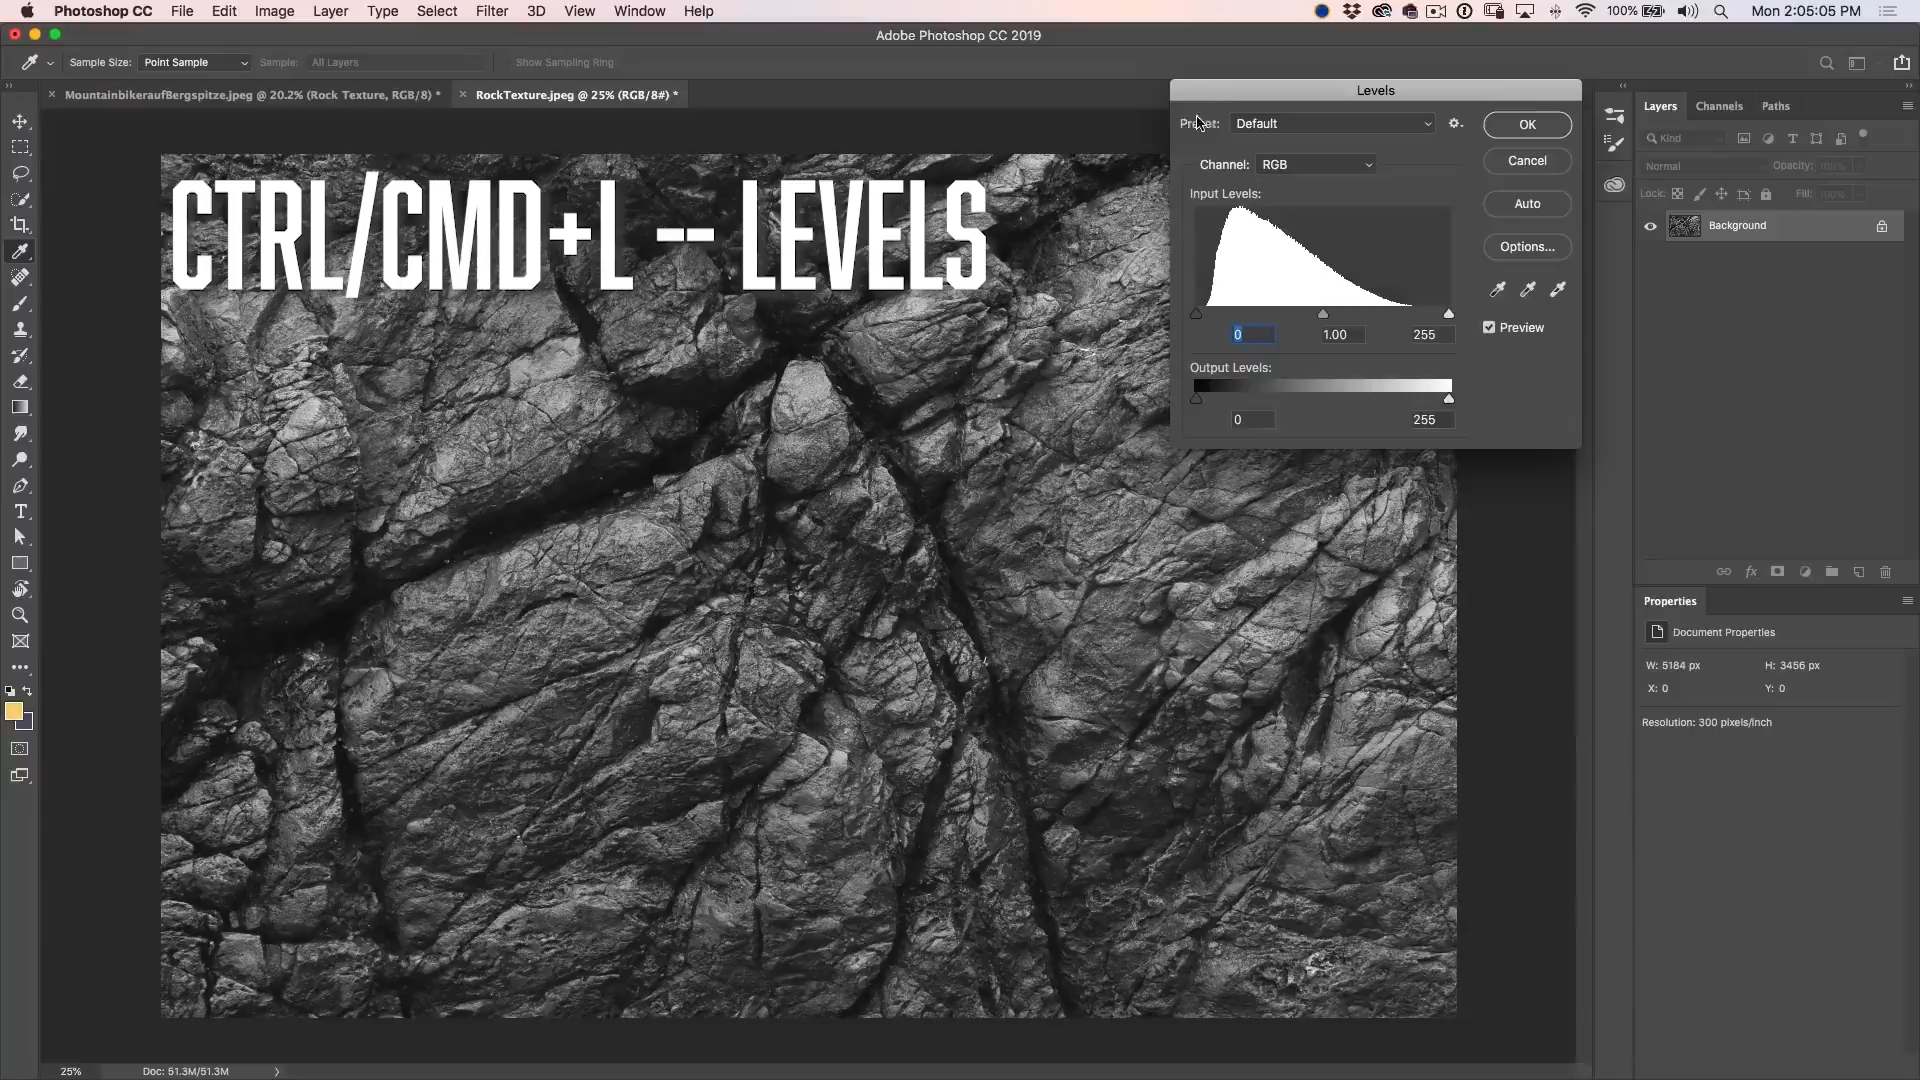 Photoshop CC File Edit Image Layer Type Select Filter 3D View Window Help 100% Mon 2:05:05 PM
Adobe Photoshop CC 2019
Sample Size: Point Sample Sample: All Layers Show Sampling Ring
MountainbikeraufBergspitze.jpeg @ 20.2% (Rock Texture, RGB/8) * RockTexture.jpeg @ 25% (RGB/8#) *
CTRL/CMD+L -- LEVELS
Levels
Preset: Default OK
Channel: RGB Cancel
Input Levels: Auto
Options...
0 1.00 255 Preview
Output Levels:
0 255
Layers Channels Paths
Kind
Normal Opacity: 100%
Lock: Fill: 100%
Background
Properties
Document Properties
W: 5184 px H: 3456 px
X: 0 Y: 0
Resolution: 300 pixels/inch
25% Doc: 51.3M/51.3M